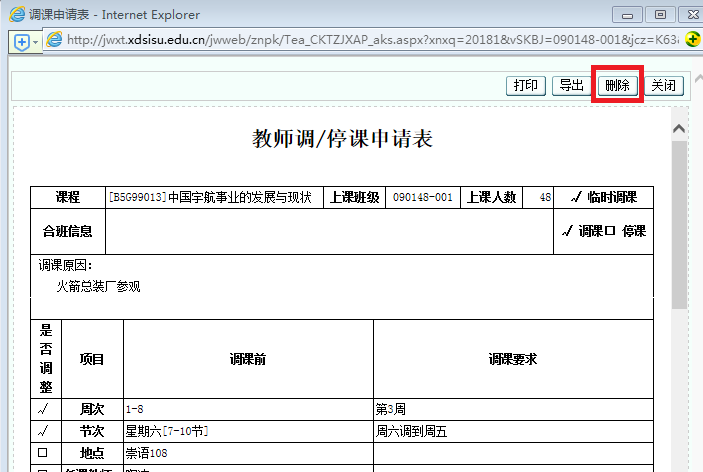 调课申请表 - Internet Explorer
http://jwxt.xdsisu.edu.cn/jwweb/znpk/Tea_CKTZJXAP_aks.aspx?xnxq=20181&vSKBJ=090148-001&jcz=K63
打印 导出 删除 关闭
教师调/停课申请表
课程 [B5G99013]中国宇航事业的发展与现状 上课班级 090148-001 上课人数 48 √ 临时调课
合班信息 √ 调课口 停课
调课原因:
火箭总装厂参观
是否调整 项目 调课前 调课要求
√ 周次 1-8 第3周
√ 节次 星期六[7-10节] 周六调到周五
口 地点 崇语108